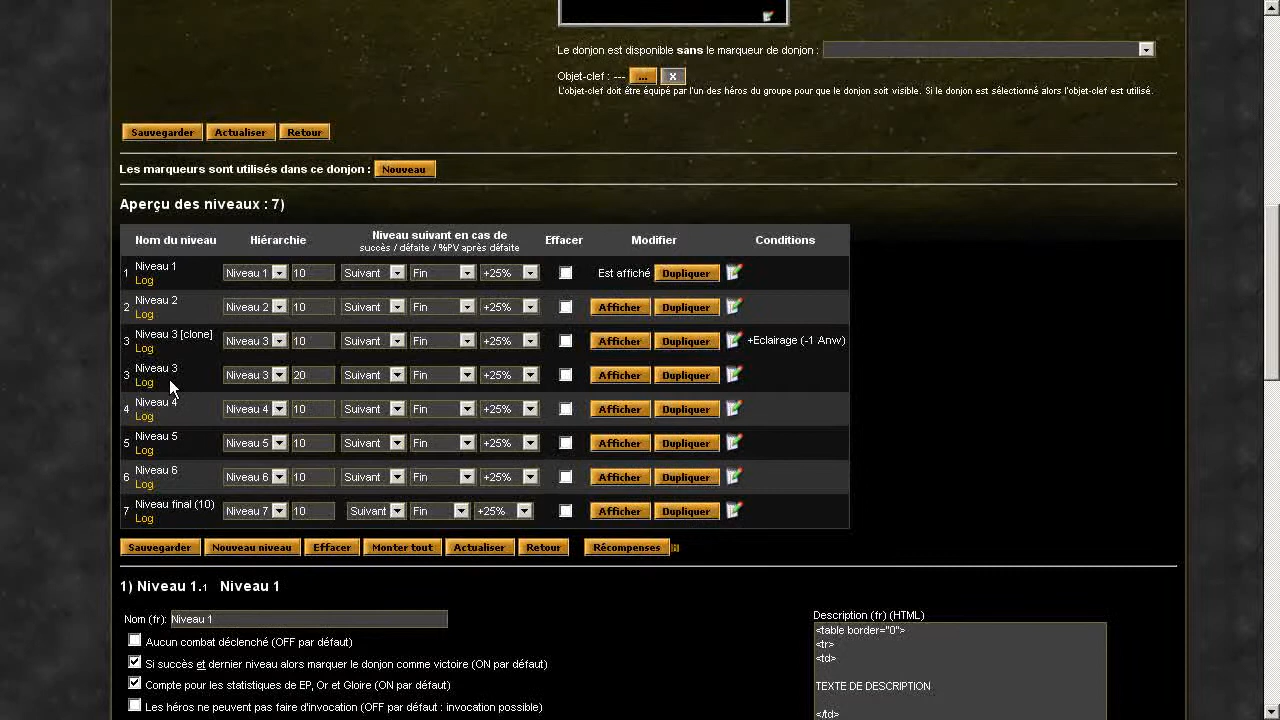 Le donjon est disponible sans le marqueur de donjon :
Objet-clef : --- ... X
L'objet-clef doit être équipé par l'un des héros du groupe pour que le donjon soit visible. Si le donjon est sélectionné alors l'objet-clef est utilisé.
Sauvegarder Actualiser Retour
Les marqueurs sont utilisés dans ce donjon : Nouveau
Aperçu des niveaux : 7)
Nom du niveau Hiérarchie Niveau suivant en cas de Effacer Modifier Conditions
succès / défaite / %PV après défaite
1 Niveau 1 Niveau 1 10 Suivant Fin +25% Est affiché Dupliquer
Log
2 Niveau 2 Niveau 2 10 Suivant Fin +25% Afficher Dupliquer
Log
3 Niveau 3 [clone] Niveau 3 10 Suivant Fin +25% Afficher Dupliquer +Eclairage (-1 Anw)
Log
3 Niveau 3 Niveau 3 20 Suivant Fin +25% Afficher Dupliquer
Log
4 Niveau 4 Niveau 4 10 Suivant Fin +25% Afficher Dupliquer
Log
5 Niveau 5 Niveau 5 10 Suivant Fin +25% Afficher Dupliquer
Log
6 Niveau 6 Niveau 6 10 Suivant Fin +25% Afficher Dupliquer
Log
7 Niveau final (10) Niveau 7 10 Suivant Fin +25% Afficher Dupliquer
Log
Sauvegarder Nouveau niveau Effacer Monter tout Actualiser Retour Récompenses
1) Niveau 1.1 Niveau 1
Nom (fr): Niveau 1
Aucun combat déclenché (OFF par défaut)
Si succès et dernier niveau alors marquer le donjon comme victoire (ON par défaut)
Compte pour les statistiques de EP, Or et Gloire (ON par défaut)
Les héros ne peuvent pas faire d'invocation (OFF par défaut : invocation possible)
Description (fr) (HTML)
<table border="0">
<tr>
<td>
TEXTE DE DESCRIPTION
</td>